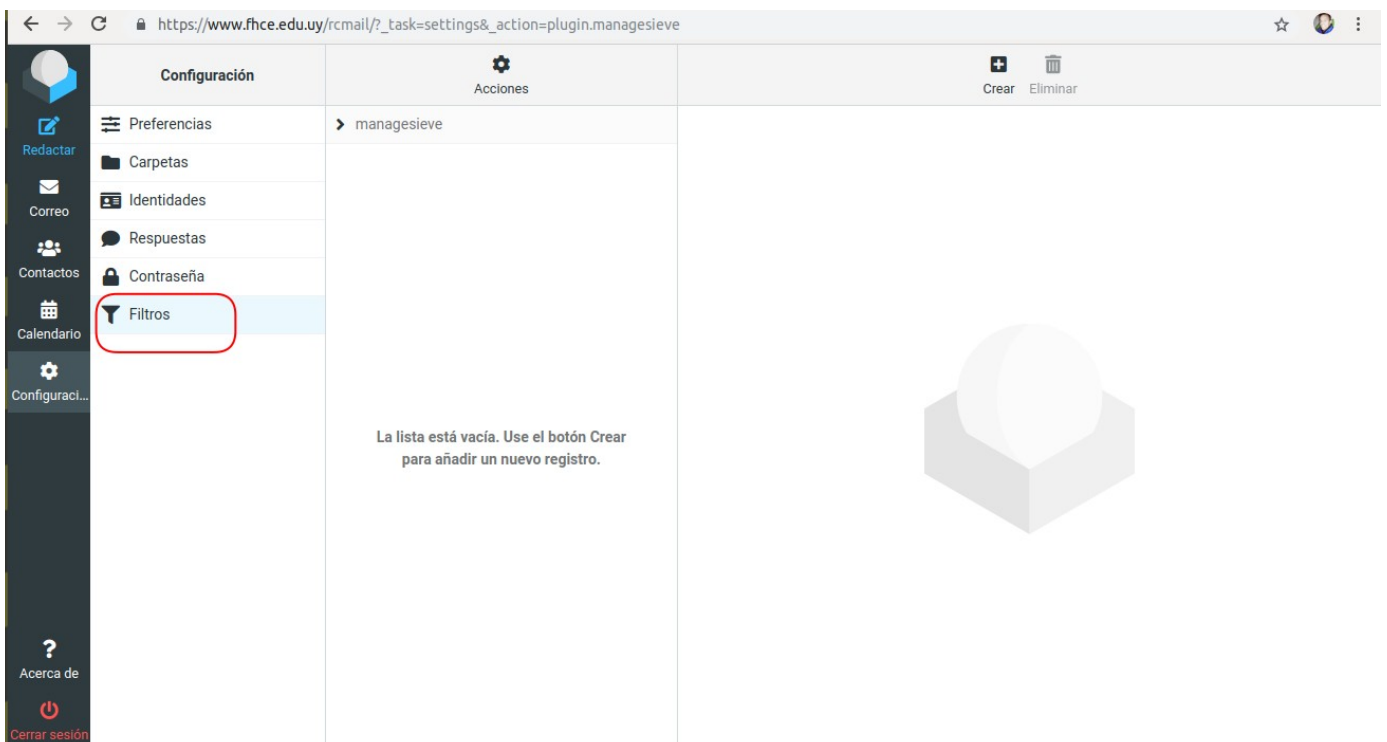 https://www.fhce.edu.uy/rcmail/?_task=settings&_action=plugin.managesieve
Configuración
Acciones
Crear Eliminar
Redactar
Correo
Contactos
Calendario
Configuraci...
Acerca de
Cerrar sesión
Preferencias
Carpetas
Identidades
Respuestas
Contraseña
Filtros
managesieve
La lista está vacía. Use el botón Crear
para añadir un nuevo registro.